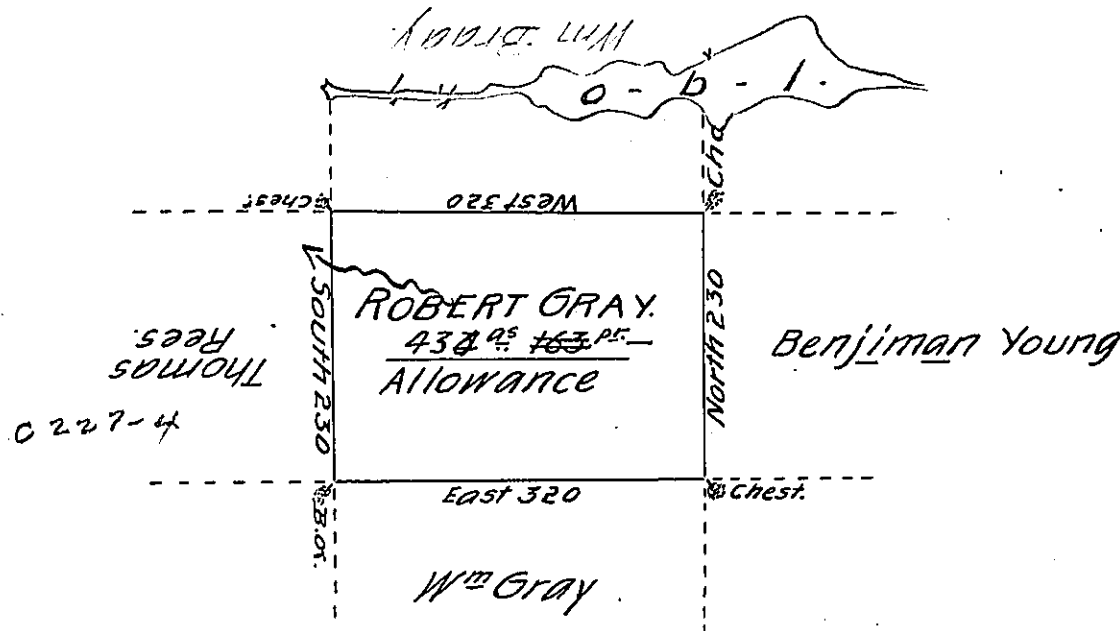 Wm Brady
o - b - l -
Chest
West 320
Chd
ROBERT GRAY.
434 as 163 pr. —
Allowance
South 230
North 230
Thomas
Rees.
Benjiman Young
C 227-4
East 320
B.O.
Chest.
Wm Gray